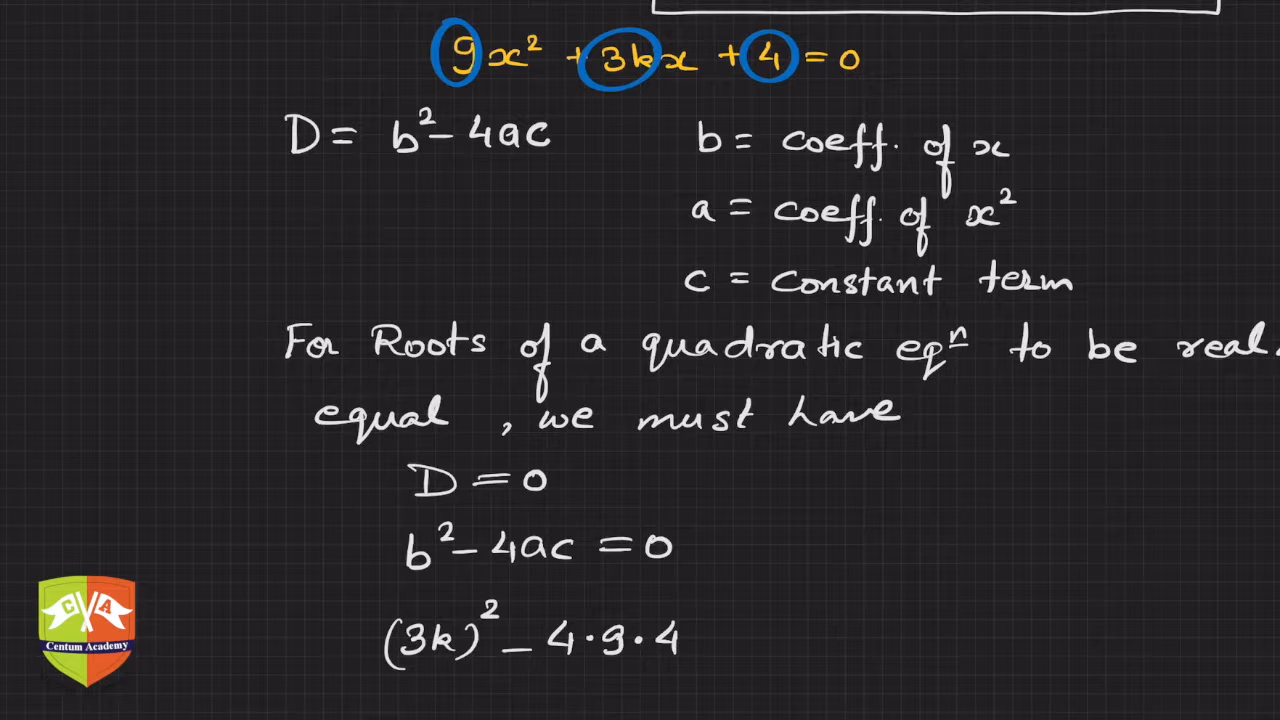 9x² + 3kx + 4 = 0
D = b² - 4ac
b = coeff. of x
a = coeff. of x²
c = constant term
For Roots of a quadratic eqⁿ to be real
equal, we must have
D = 0
b² - 4ac = 0
(3k)² - 4·9·4
C A
Centum Academy